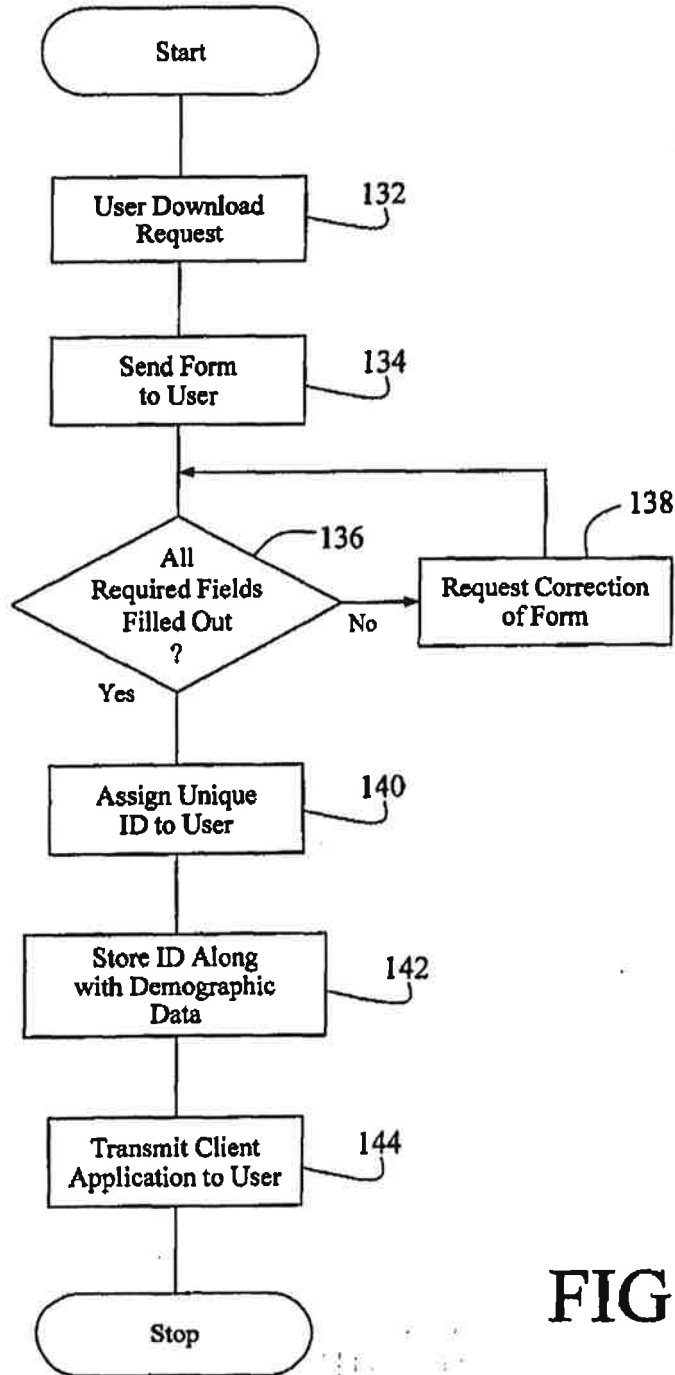 Start
User Download
Request
132
Send Form
to User
134
All
Required Fields
Filled Out
?
136
No
Request Correction
of Form
138
Yes
Assign Unique
ID to User
140
Store ID Along
with Demographic
Data
142
Transmit Client
Application to User
144
Stop
FIG